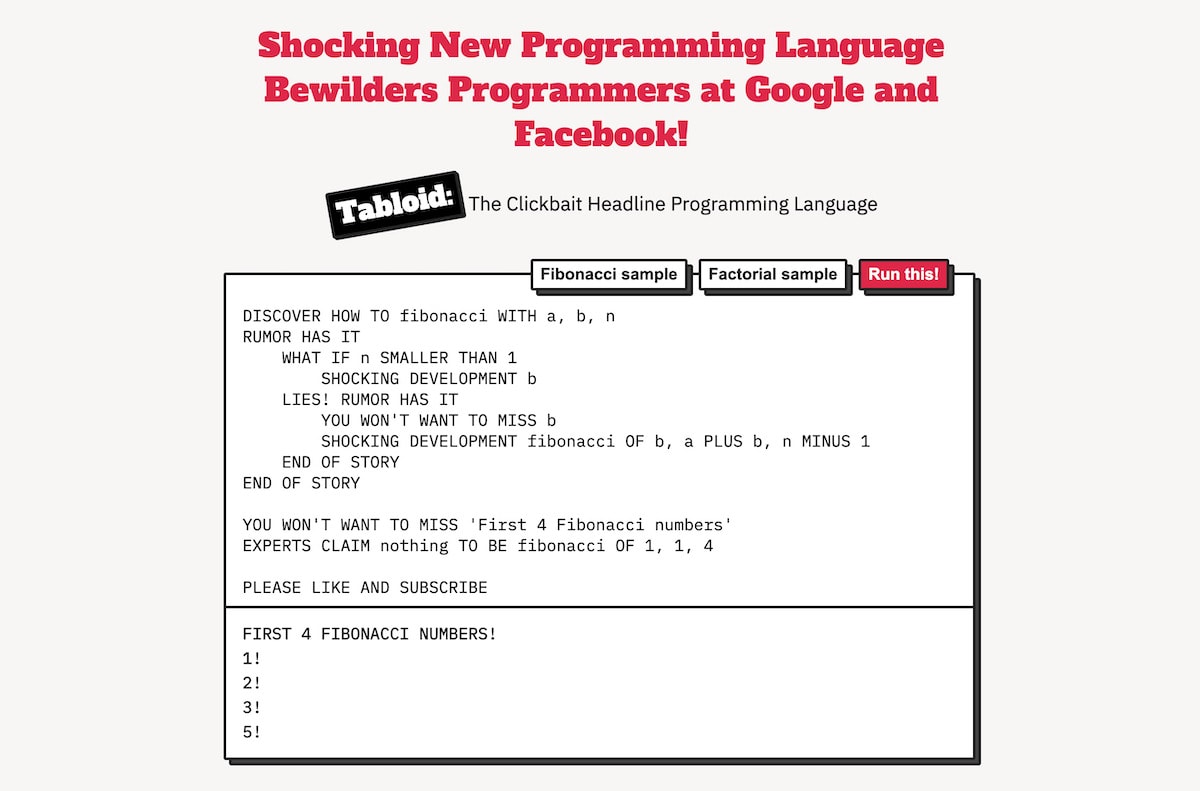 Shocking New Programming Language
Bewilders Programmers at Google and
Facebook!
Tabloid: The Clickbait Headline Programming Language
Fibonacci sample Factorial sample Run this!
DISCOVER HOW TO fibonacci WITH a, b, n
RUMOR HAS IT
    WHAT IF n SMALLER THAN 1
        SHOCKING DEVELOPMENT b
    LIES! RUMOR HAS IT
        YOU WON'T WANT TO MISS b
        SHOCKING DEVELOPMENT fibonacci OF b, a PLUS b, n MINUS 1
    END OF STORY
END OF STORY
YOU WON'T WANT TO MISS 'First 4 Fibonacci numbers'
EXPERTS CLAIM nothing TO BE fibonacci OF 1, 1, 4
PLEASE LIKE AND SUBSCRIBE
FIRST 4 FIBONACCI NUMBERS!
1!
2!
3!
5!